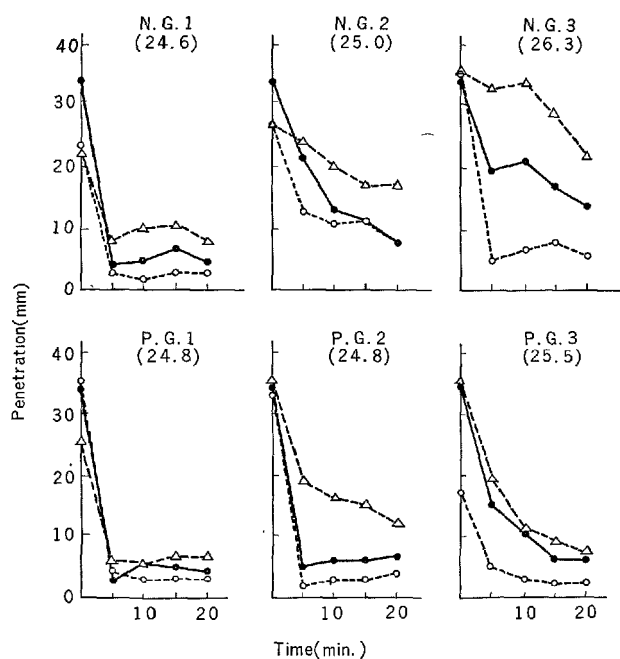 N.G.1
(24.6)
N.G.2
(25.0)
N.G.3
(26.3)
40
30
20
10
0
P.G.1
(24.8)
P.G.2
(24.8)
P.G.3
(25.5)
40
30
20
10
0
10 20
10 20
10 20
Penetration(mm)
Time(min.)